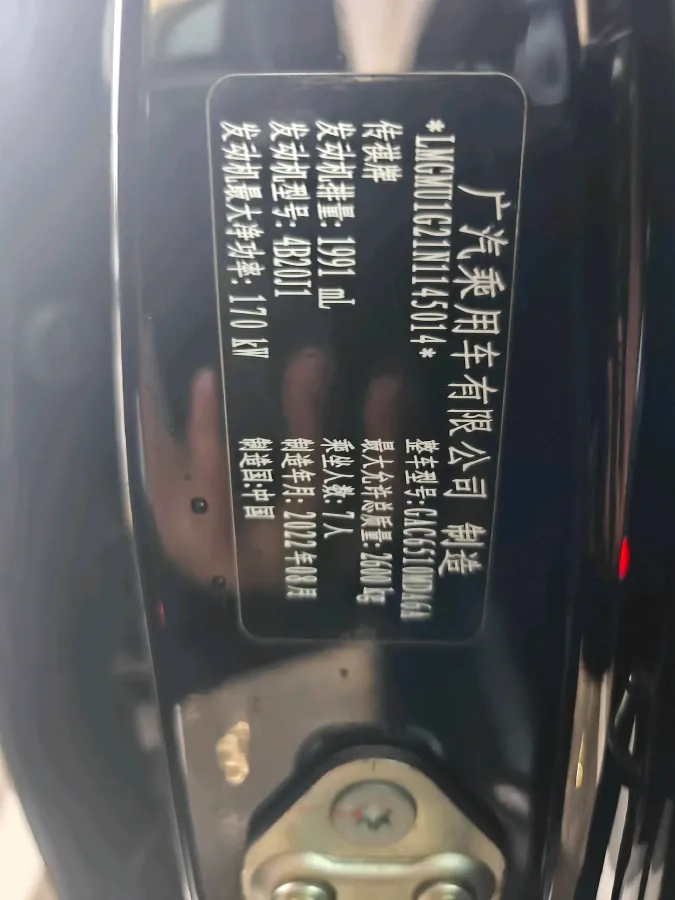 广汽乘用车有限公司 制造
*LMGMU1G21N1145014*
整车型号:GAC6510MDA6A
传祺牌
最大允许总质量:2600 kg
发动机排量:1991 mL
乘坐人数:7人
发动机型号:4B20J1
制造年月:2022年08月
发动机最大净功率:170 kW
制造国:中国